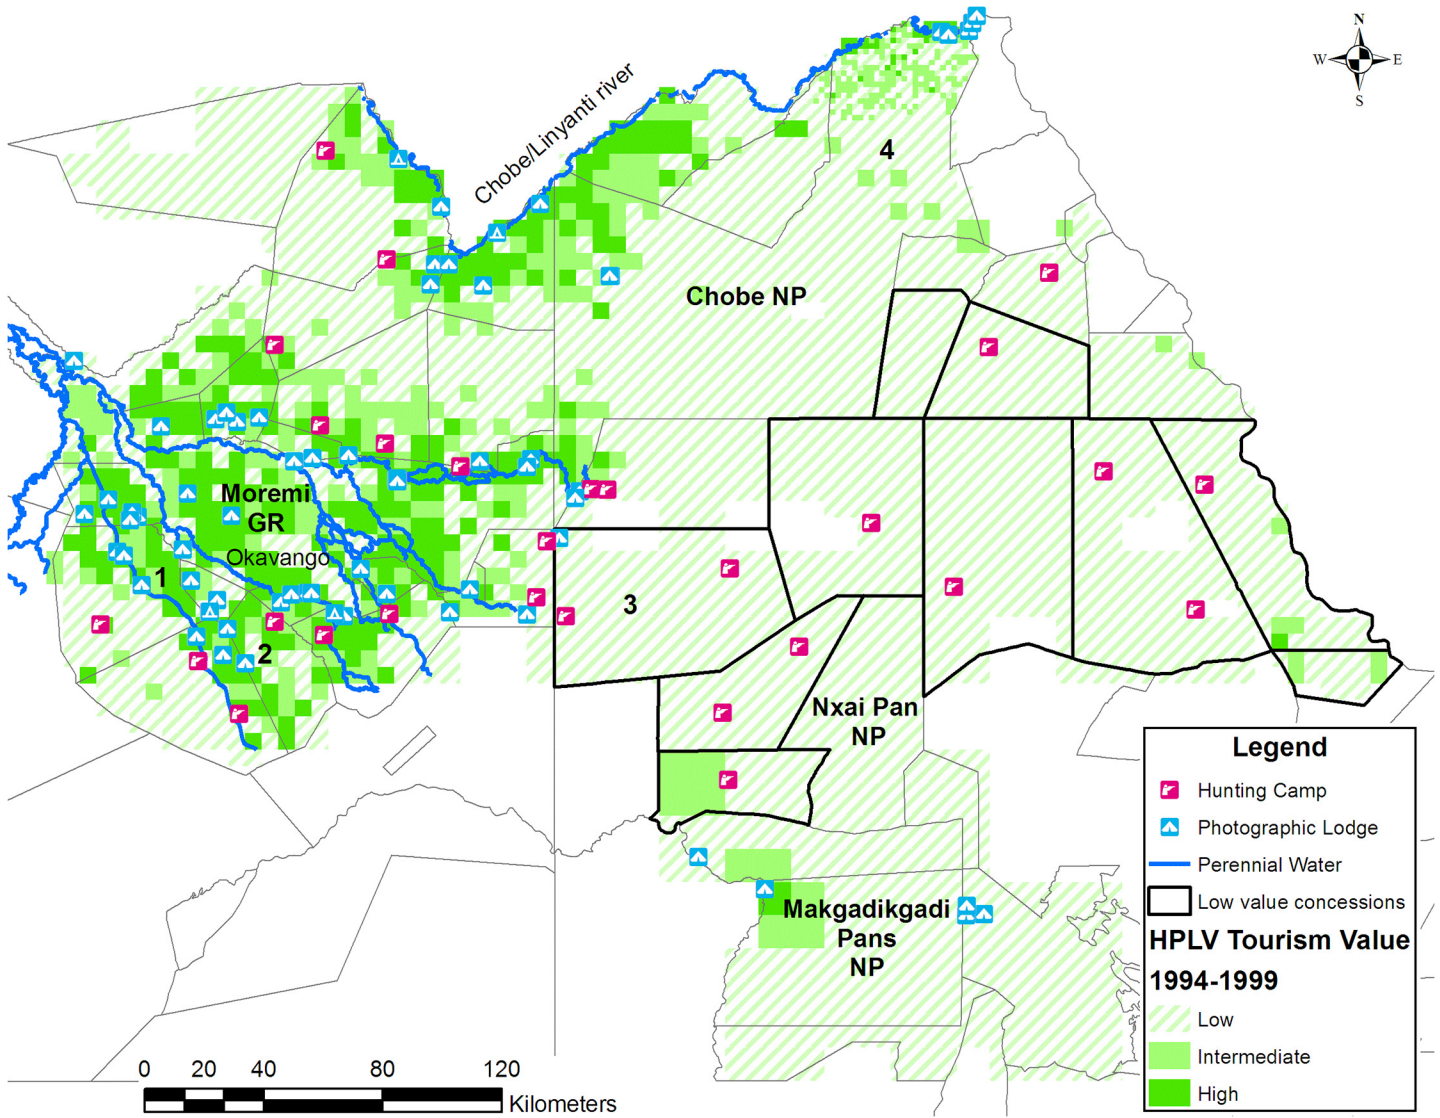 N
W E
S
Chobe/Linyanti river
4
Chobe NP
Moremi
GR
Okavango
1
2
3
Nxai Pan
NP
Makgadikgadi
Pans
NP
Legend
Hunting Camp
Photographic Lodge
Perennial Water
Low value concessions
HPLV Tourism Value
1994-1999
Low
Intermediate
High
0 20 40 80 120
Kilometers